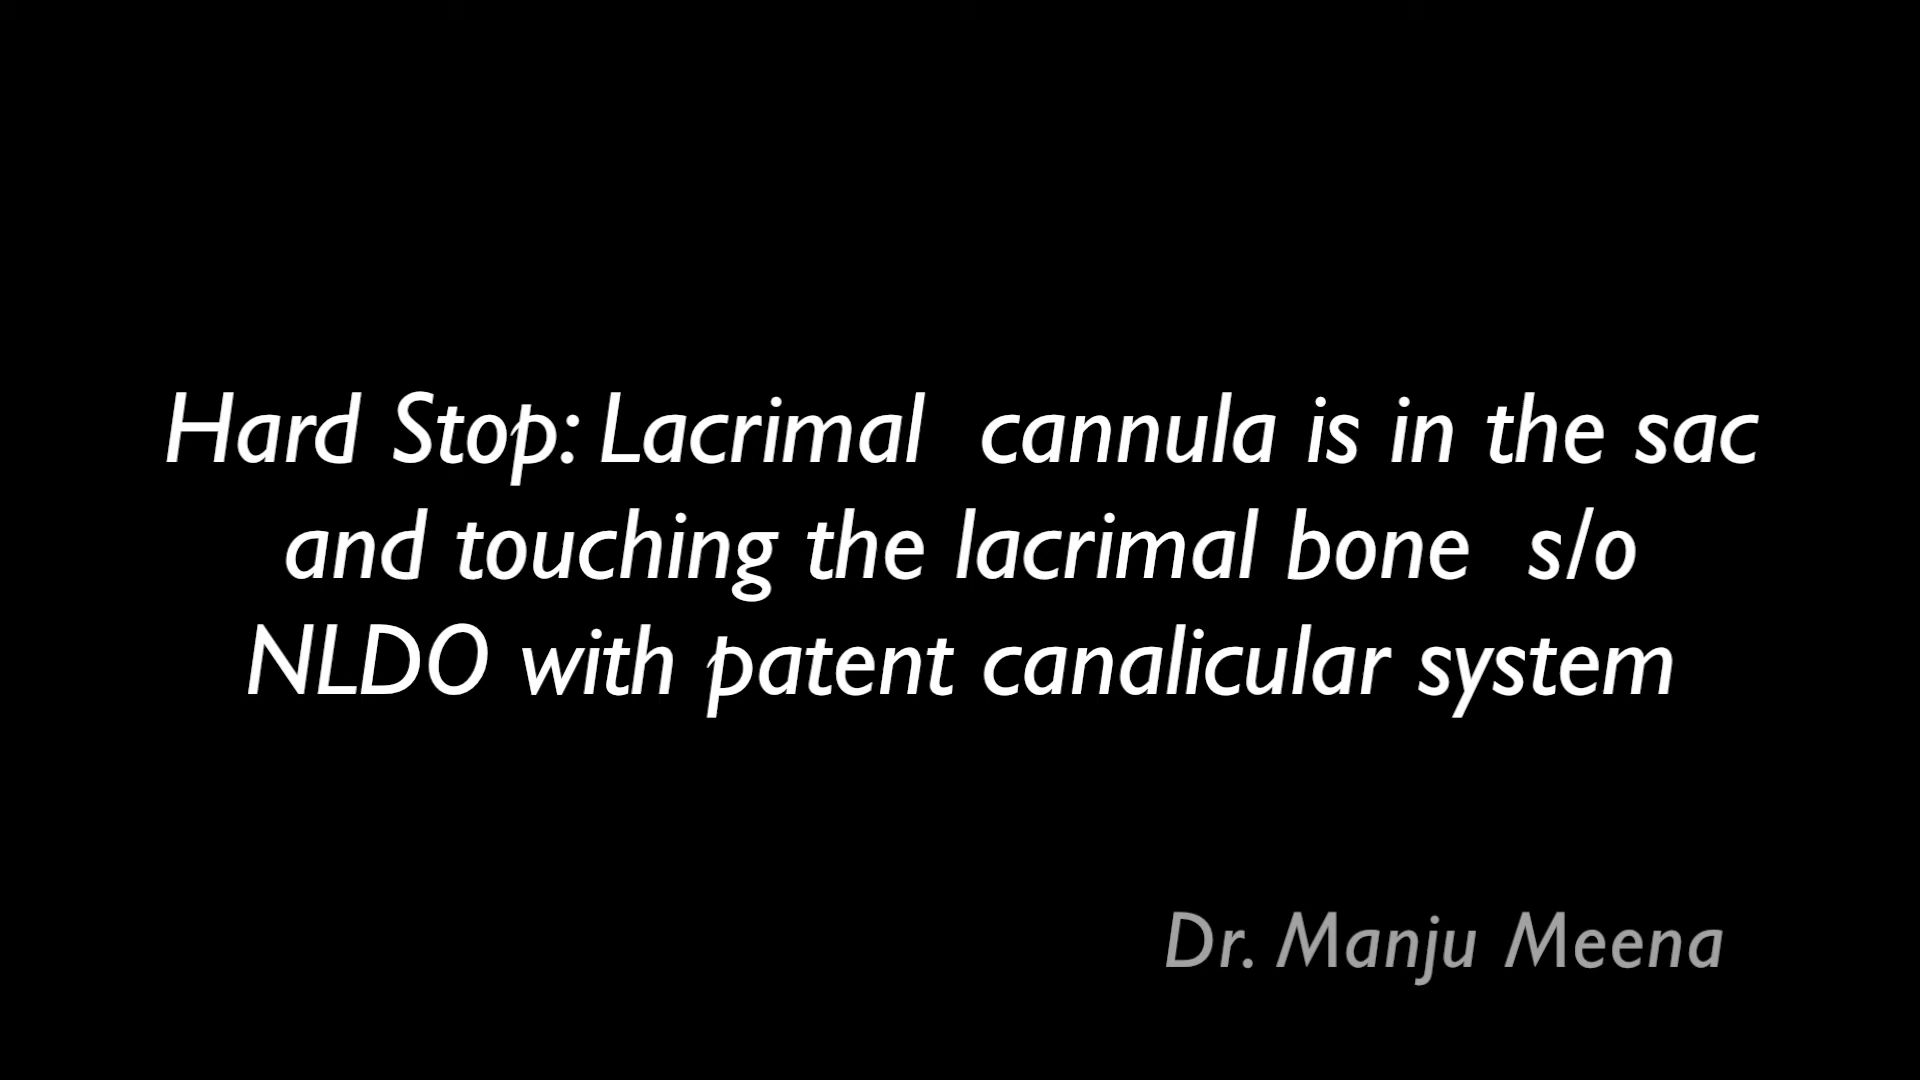 Hard Stop: Lacrimal cannula is in the sac
and touching the lacrimal bone s/o
NLDO with patent canalicular system
Dr. Manju Meena